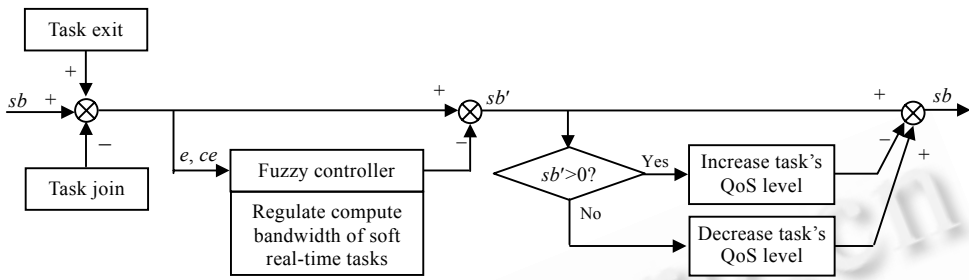 Task exit
+
sb
+
−
Task join
e, ce
Fuzzy controller
Regulate compute
bandwidth of soft
real-time tasks
+
−
sb′
sb′>0?
Yes
No
Increase task’s
QoS level
Decrease task’s
QoS level
+
−
+
sb